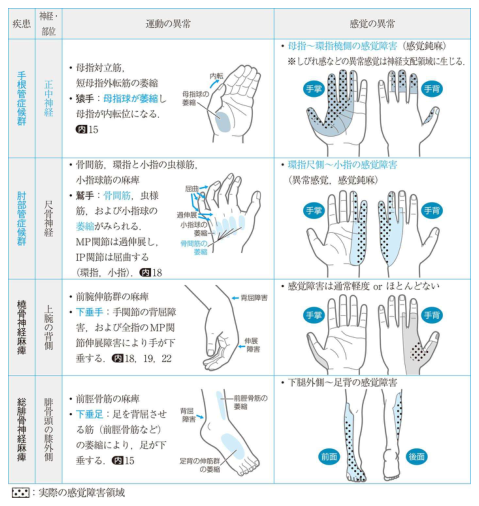 疾患
神経・
部位
運動の異常
感覚の異常
手根管症候群
正中神経
・母指対立筋,
短母指外転筋の萎縮
・猿手:母指球が萎縮し
母指が内転位になる.
内15
内転
母指球の
萎縮
・母指〜環指橈側の感覚障害(感覚鈍麻)
※しびれ感などの異常感覚は神経支配領域に生じる.
手掌
手背
肘部管症候群
尺骨神経
・骨間筋, 環指と小指の虫様筋,
小指球筋の麻痺
・鷲手:骨間筋, 虫様
筋, および小指球の
萎縮がみられる.
MP関節は過伸展し,
IP関節は屈曲する
(環指, 小指). 内18
屈曲
過伸展
小指球の
萎縮
骨間筋の
萎縮
・環指尺側〜小指の感覚障害
(異常感覚, 感覚鈍麻)
手掌
手背
橈骨神経麻痺
上腕の背側
・前腕伸筋群の麻痺
・下垂手:手関節の背屈障
害, および全指のMP関
節伸展障害により手が下
垂する. 内18, 19, 22
背屈障害
伸展
障害
・感覚障害は通常軽度 or ほとんどない
手掌
手背
総腓骨神経麻痺
腓骨頭の膝外側
・前脛骨筋の麻痺
・下垂足:足を背屈させ
る筋(前脛骨筋など)
の萎縮により, 足が下
垂する. 内15
背屈
障害
前脛骨筋の
萎縮
足背の伸筋群
の萎縮
・下腿外側〜足背の感覚障害
前面
後面
:実際の感覚障害領域